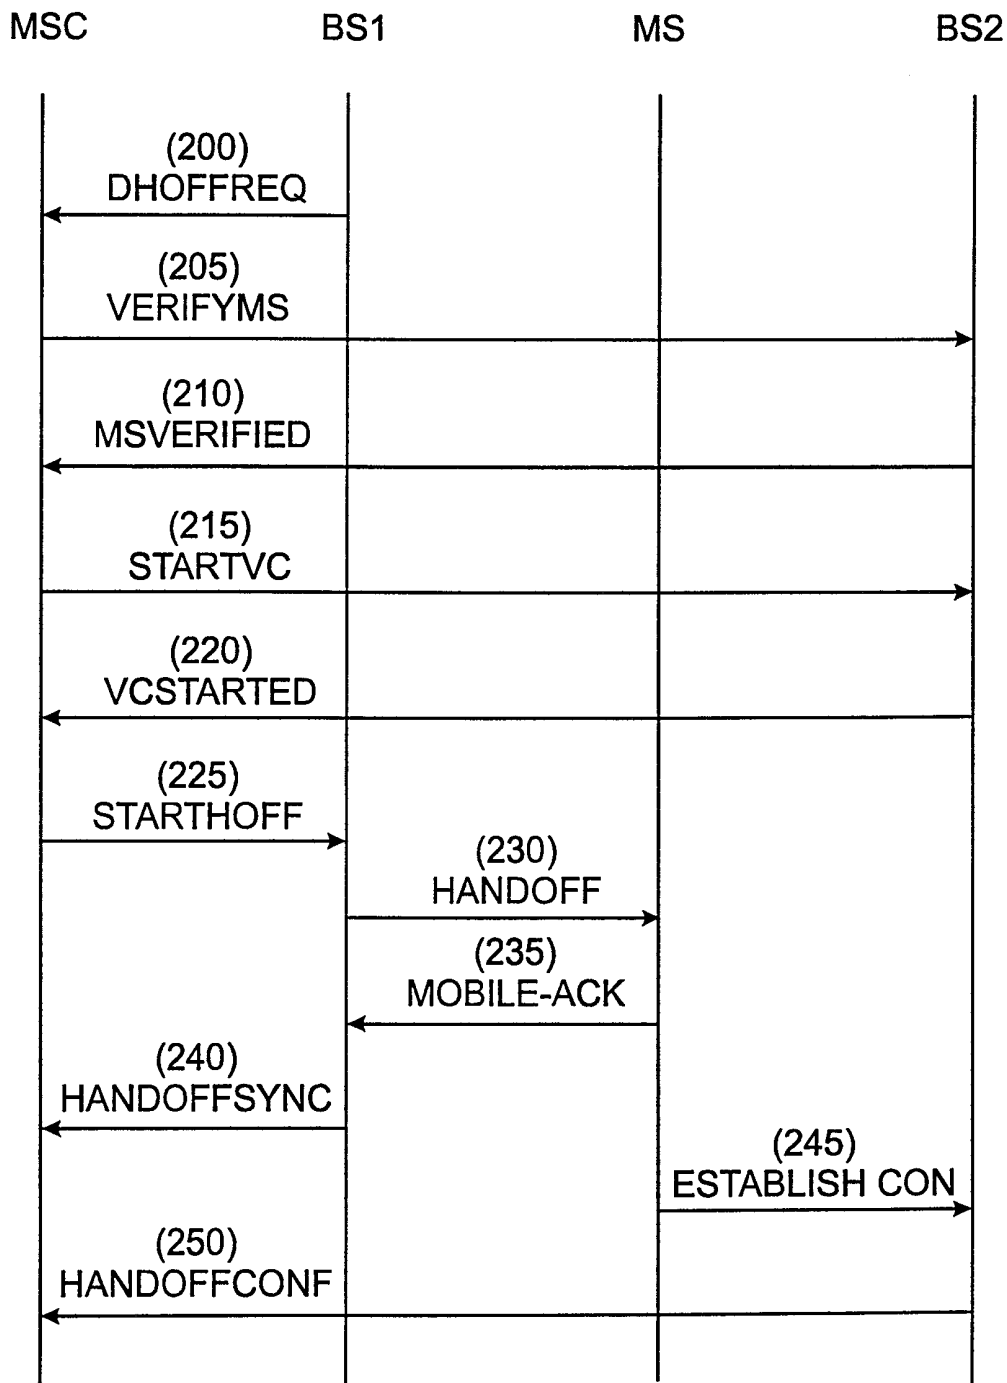 MSC BS1 MS BS2
(200)
DHOFFREQ
(205)
VERIFYMS
(210)
MSVERIFIED
(215)
STARTVC
(220)
VCSTARTED
(225)
STARTHOFF
(230)
HANDOFF
(235)
MOBILE-ACK
(240)
HANDOFFSYNC
(245)
ESTABLISH CON
(250)
HANDOFFCONF